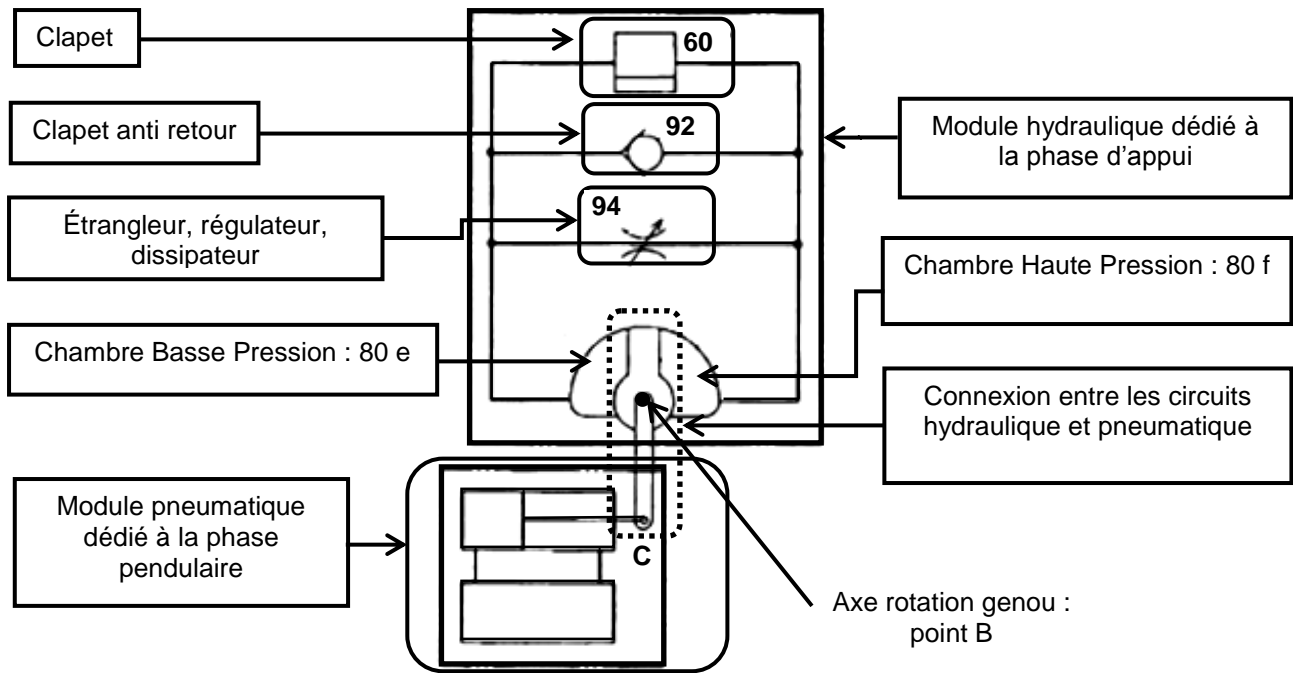 Clapet
60
Clapet anti retour
92
Module hydraulique dédié à
la phase d'appui
94
Étrangleur, régulateur,
dissipateur
Chambre Haute Pression : 80 f
Chambre Basse Pression : 80 e
Connexion entre les circuits
hydraulique et pneumatique
Module pneumatique
dédié à la phase
pendulaire
C
Axe rotation genou :
point B